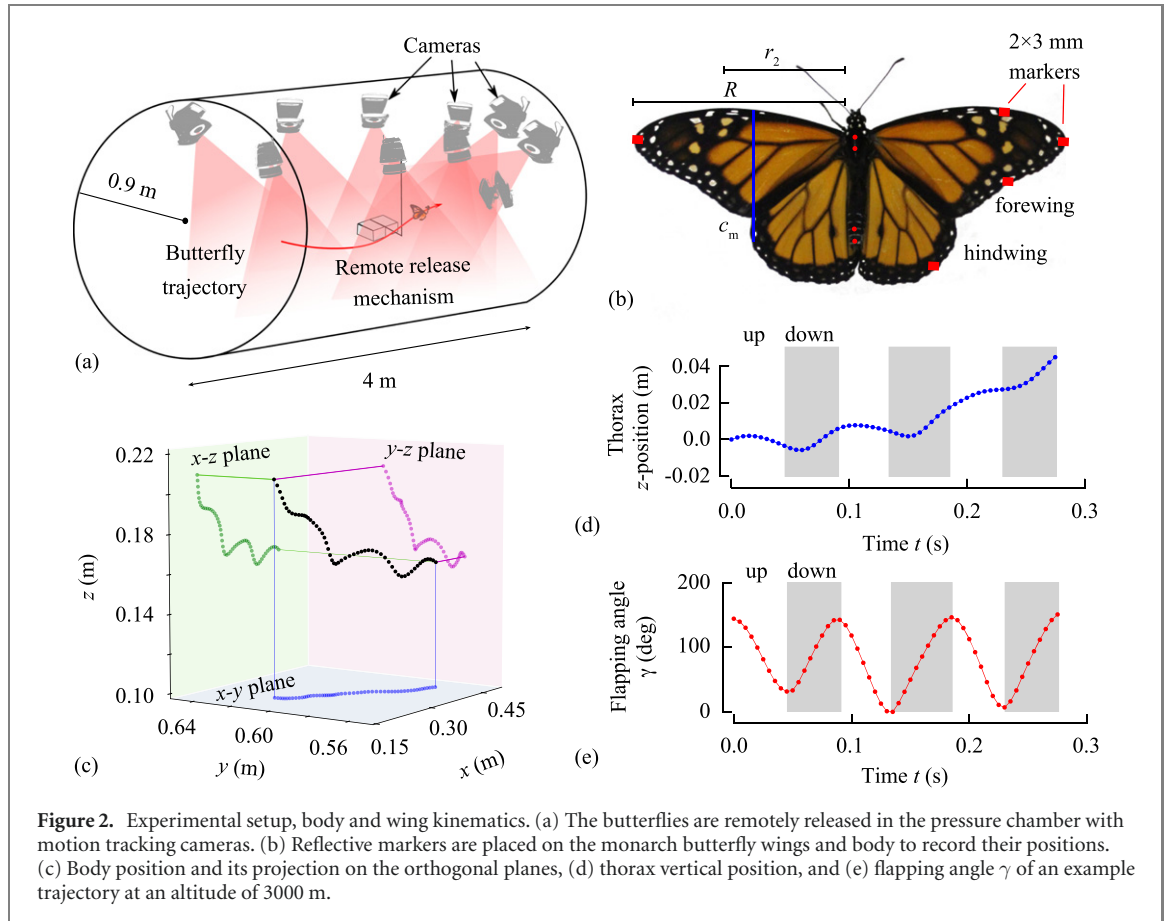 Cameras
0.9 m
Butterfly
trajectory
Remote release
mechanism
(a)
4 m
r₂
R
2×3 mm
markers
cₘ
forewing
hindwing
(b)
0.22
x-z plane
y-z plane
0.18
z (m)
0.14
0.10
x-y plane
0.64
0.60
0.56
0.15
0.30
0.45
y (m)
x (m)
(c)
up down
0.04
0.02
0.0
-0.02
Thorax
z-position (m)
0.0 0.1 0.2 0.3
(d)
Time t (s)
up down
200
100
0
Flapping angle
γ (deg)
0.0 0.1 0.2 0.3
(e)
Time t (s)
Figure 2. Experimental setup, body and wing kinematics. (a) The butterflies are remotely released in the pressure chamber with
motion tracking cameras. (b) Reflective markers are placed on the monarch butterfly wings and body to record their positions.
(c) Body position and its projection on the orthogonal planes, (d) thorax vertical position, and (e) flapping angle γ of an example
trajectory at an altitude of 3000 m.